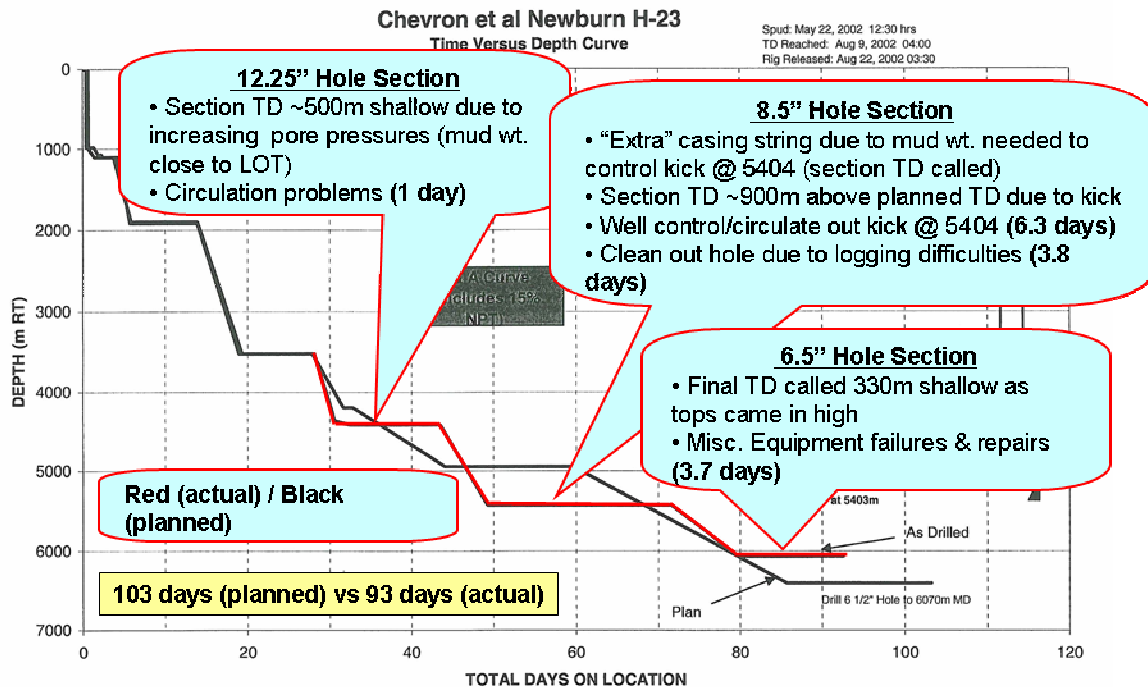 Chevron et al Newburn H-23
Time Versus Depth Curve
Spud: May 22, 2002 12:30 hrs
TD Reached: Aug 9, 2002 04:00
Rig Released: Aug 22, 2002 03:30
12.25” Hole Section
• Section TD ~500m shallow due to
increasing pore pressures (mud wt.
close to LOT)
• Circulation problems (1 day)
8.5” Hole Section
• “Extra” casing string due to mud wt. needed to
control kick @ 5404 (section TD called)
• Section TD ~900m above planned TD due to kick
• Well control/circulate out kick @ 5404 (6.3 days)
• Clean out hole due to logging difficulties (3.8
days)
A Curve
cludes 15%
NPT
6.5” Hole Section
• Final TD called 330m shallow as
tops came in high
• Misc. Equipment failures & repairs
(3.7 days)
at 5403m
Red (actual) / Black
(planned)
As Drilled
103 days (planned) vs 93 days (actual)
Plan
Drill 6 1/2" Hole to 6070m MD
DEPTH (m RT)
0
1000
2000
3000
4000
5000
6000
7000
0
20
40
60
80
100
120
TOTAL DAYS ON LOCATION